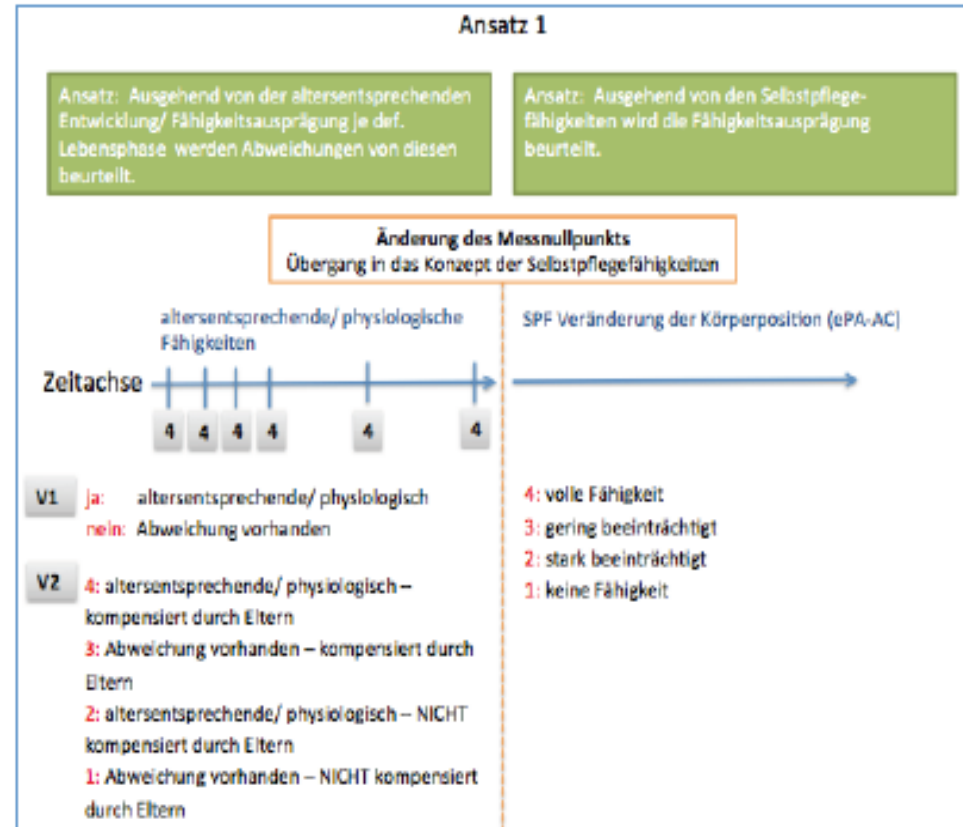 Ansatz 1
Ansatz: Ausgehend von der altersentsprechenden
Entwicklung/ Fähigkeitsausprägung je def.
Lebensphase werden Abweichungen von diesen
beurteilt.
Ansatz: Ausgehend von den Selbstpflege-
fähigkeiten wird die Fähigkeitsausprägung
beurteilt.
Änderung des Messnullpunkts
Übergang in das Konzept der Selbstpflegefähigkeiten
altersentsprechende/ physiologische
Fähigkeiten
SPF Veränderung der Körperposition (ePA-AC)
Zeitachse
4 4 4 4 4 4
V1 ja: altersentsprechende/ physiologisch
nein: Abweichung vorhanden
V2 4: altersentsprechende/ physiologisch –
kompensiert durch Eltern
3: Abweichung vorhanden – kompensiert durch
Eltern
2: altersentsprechende/ physiologisch – NICHT
kompensiert durch Eltern
1: Abweichung vorhanden – NICHT kompensiert
durch Eltern
4: volle Fähigkeit
3: gering beeinträchtigt
2: stark beeinträchtigt
1: keine Fähigkeit